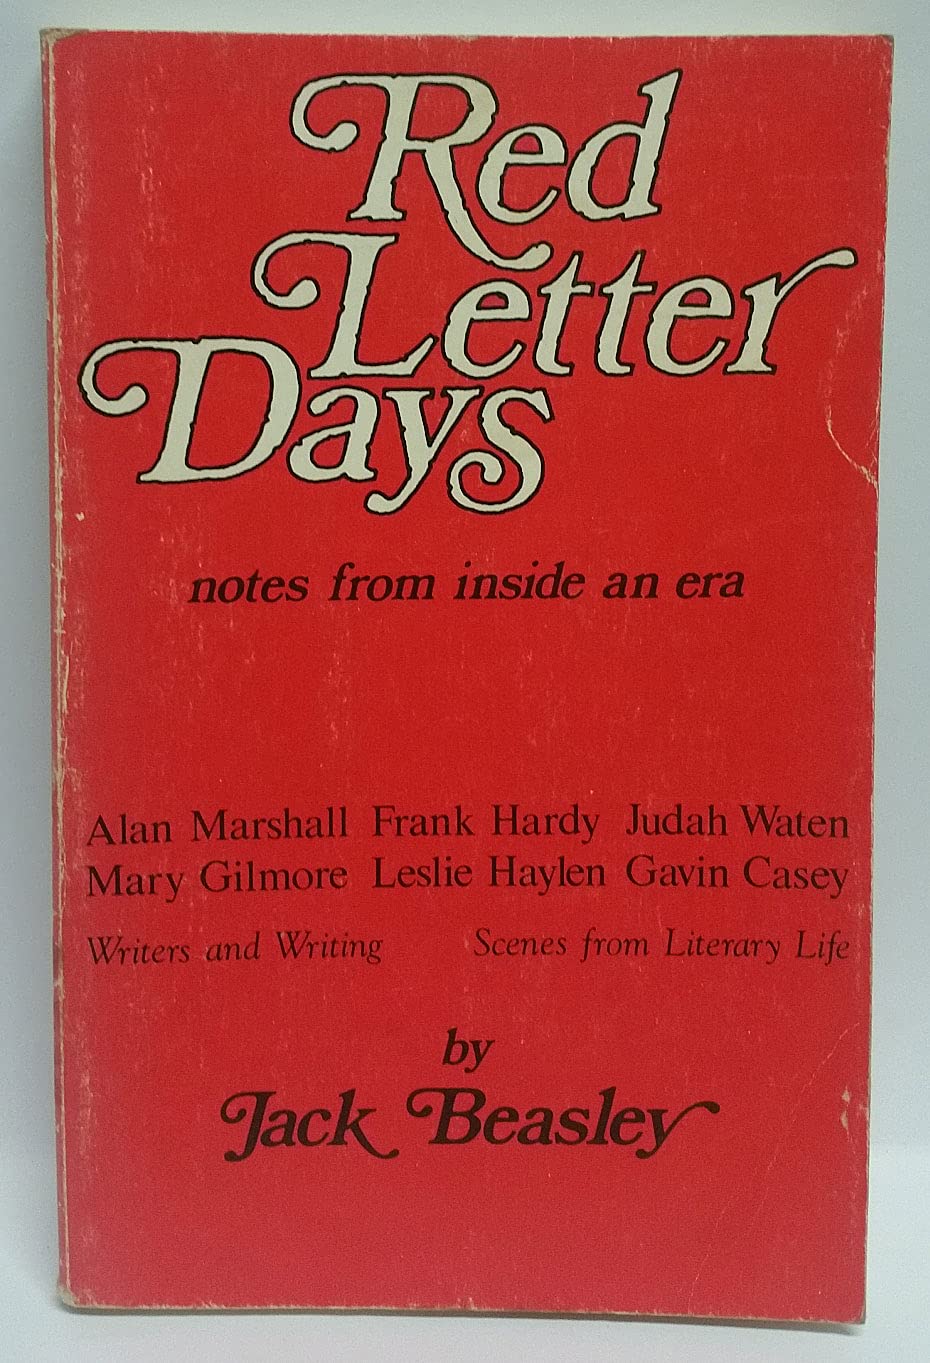 Red
Letter
Days
notes from inside an era
Alan Marshall Frank Hardy Judah Waten
Mary Gilmore Leslie Haylen Gavin Casey
Writers and Writing Scenes from Literary Life
by
Jack Beasley